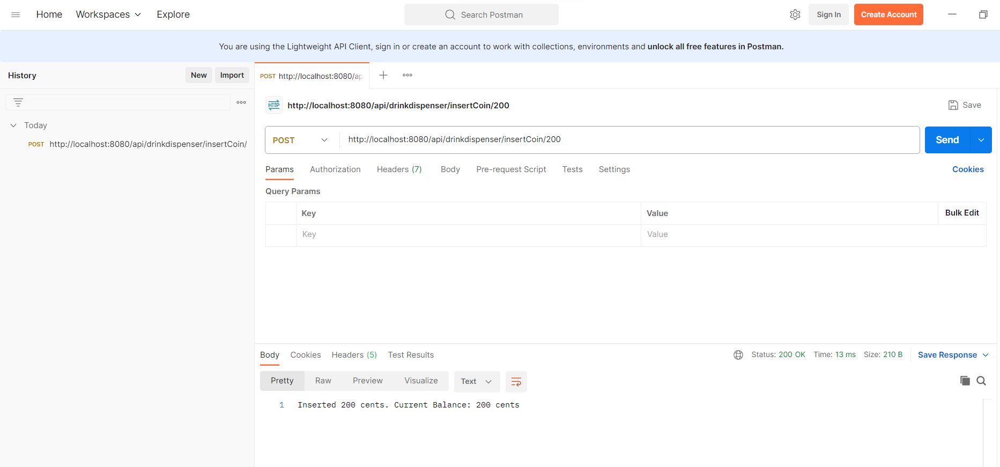 Home Workspaces Explore Search Postman Sign In Create Account
You are using the Lightweight API Client, sign in or create an account to work with collections, environments and unlock all free features in Postman.
History New Import
Today
POST http://localhost:8080/api/drinkdispenser/insertCoin/
POST http://localhost:8080/ap
HTTP http://localhost:8080/api/drinkdispenser/insertCoin/200 Save
POST http://localhost:8080/api/drinkdispenser/insertCoin/200 Send
Params Authorization Headers (7) Body Pre-request Script Tests Settings Cookies
Query Params
Key Value Bulk Edit
Key Value
Body Cookies Headers (5) Test Results Status: 200 OK Time: 13 ms Size: 210 B Save Response
Pretty Raw Preview Visualize Text
1 Inserted 200 cents. Current Balance: 200 cents